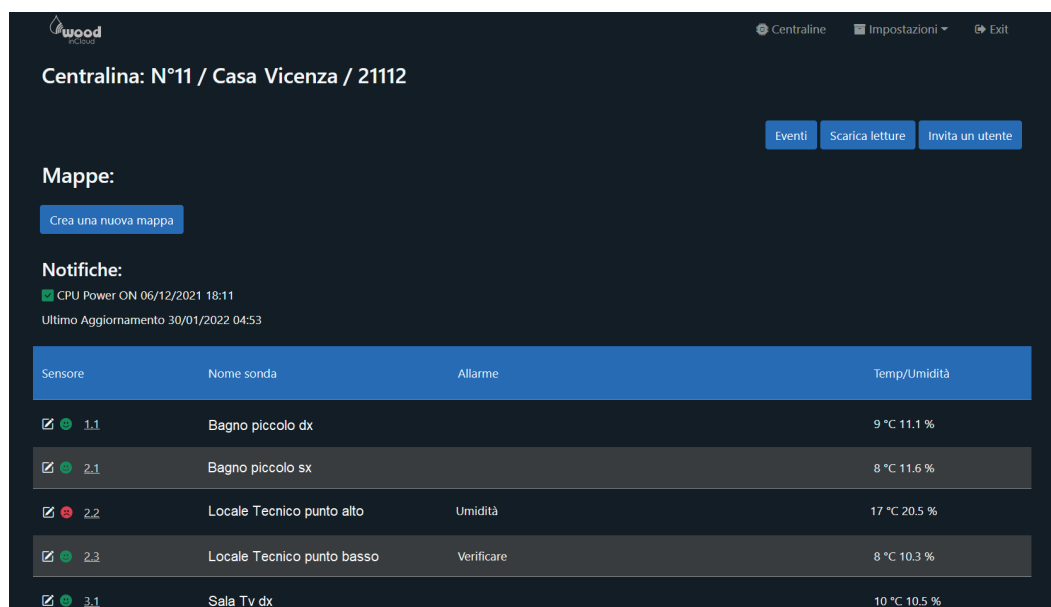 wood
inCloud
Centraline Impostazioni Exit
Centralina: N°11 / Casa Vicenza / 21112
Eventi Scarica letture Invita un utente
Mappe:
Crea una nuova mappa
Notifiche:
CPU Power ON 06/12/2021 18:11
Ultimo Aggiornamento 30/01/2022 04:53
Sensore Nome sonda Allarme Temp/Umidità
1.1 Bagno piccolo dx 9 °C 11.1 %
2.1 Bagno piccolo sx 8 °C 11.6 %
2.2 Locale Tecnico punto alto Umidità 17 °C 20.5 %
2.3 Locale Tecnico punto basso Verificare 8 °C 10.3 %
3.1 Sala Tv dx 10 °C 10.5 %